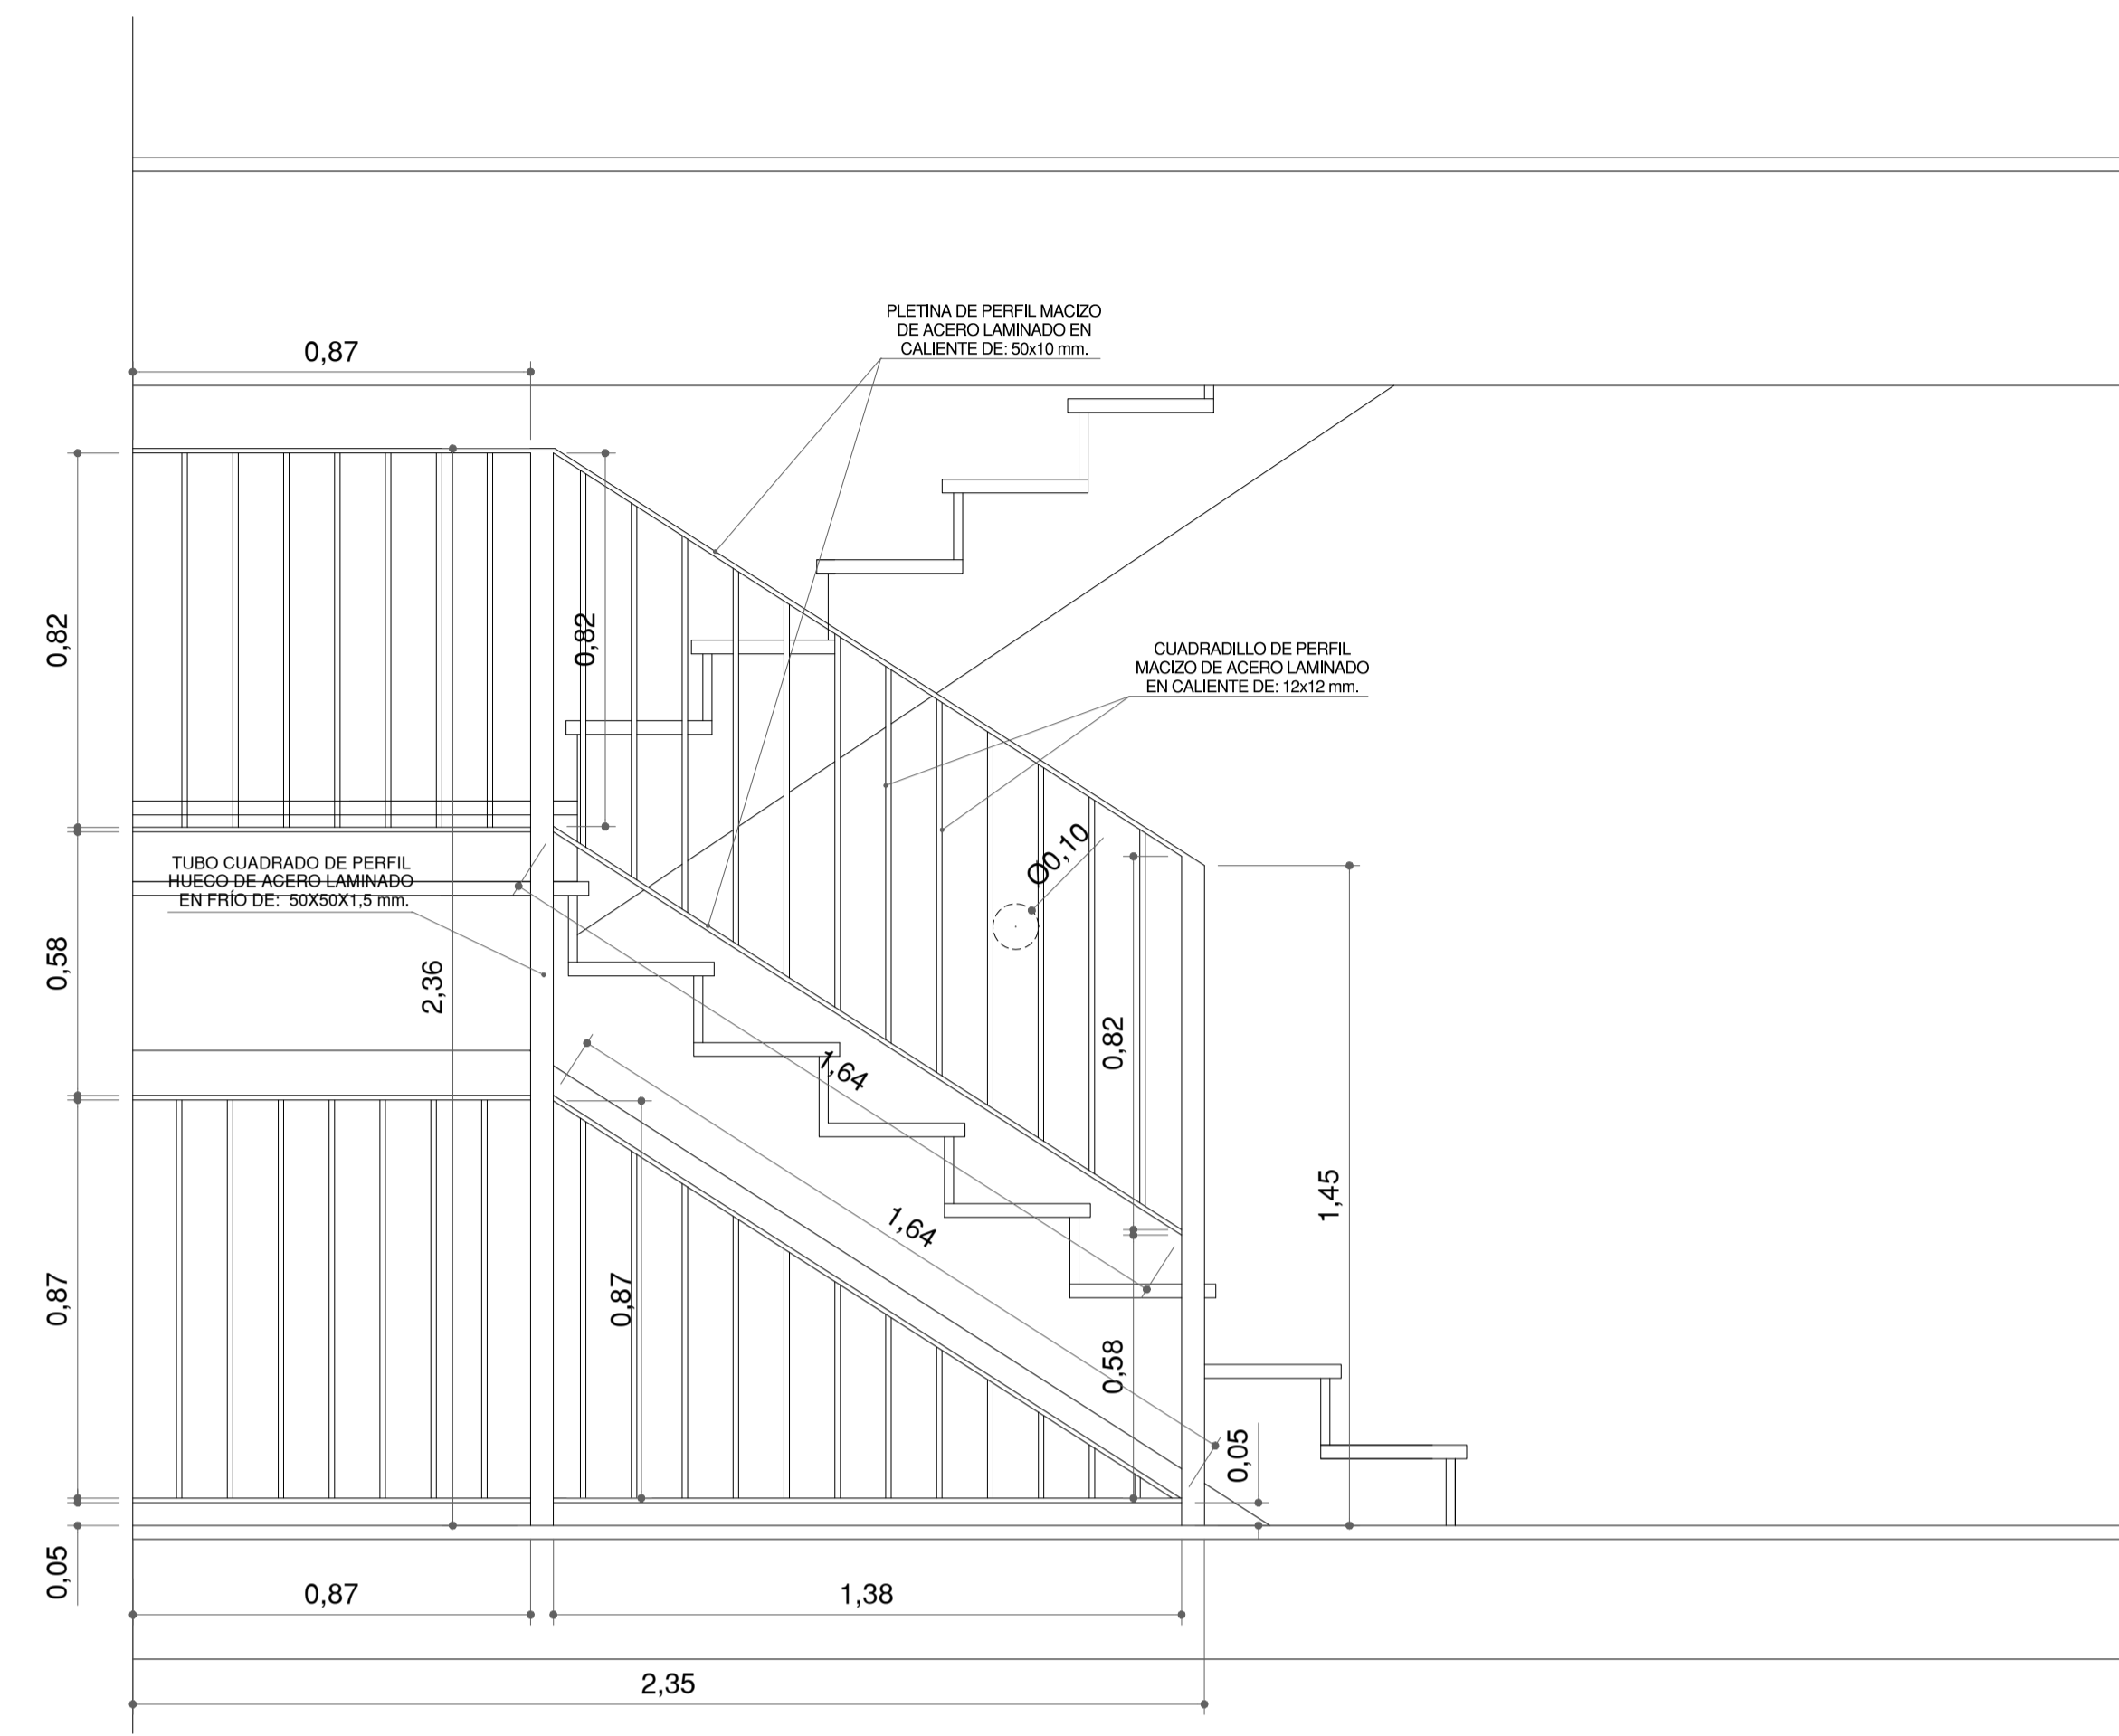 PLETINA DE PERFIL MACIZO
DE ACERO LAMINADO EN
CALIENTE DE: 50x10 mm.
0,87
0,82
0,82
CUADRADILLO DE PERFIL
MACIZO DE ACERO LAMINADO
EN CALIENTE DE: 12x12 mm.
Ø0,10
TUBO CUADRADO DE PERFIL
HUECO DE ACERO LAMINADO
EN FRÍO DE: 50X50X1,5 mm.
0,58
2,36
1,64
0,82
1,45
1,64
0,87
0,87
0,58
0,05
0,05
0,87
1,38
2,35